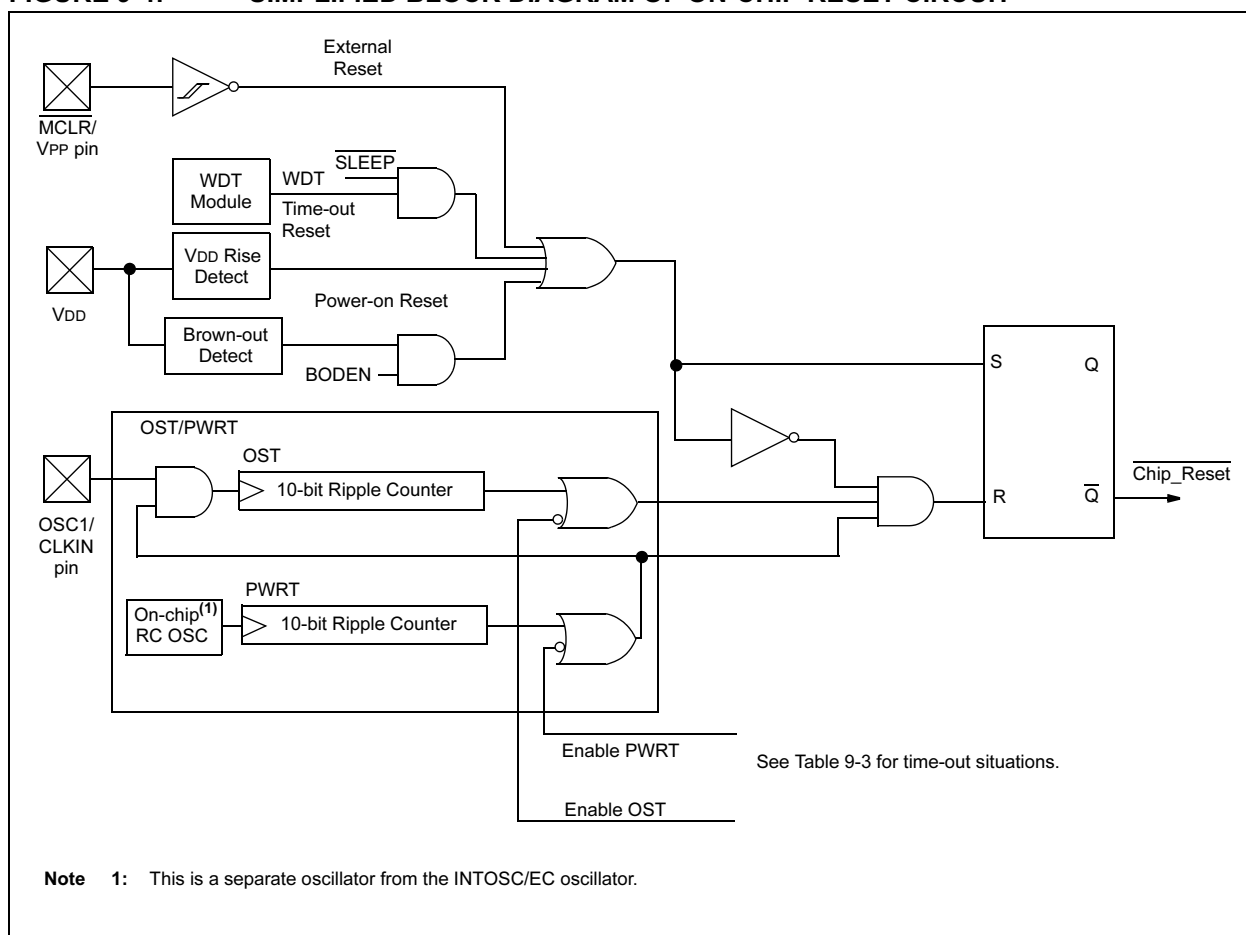 External
Reset
MCLR/
VPP pin
SLEEP
WDT
Module
WDT
Time-out
Reset
VDD Rise
Detect
VDD
Power-on Reset
Brown-out
Detect
BODEN
S
Q
OST/PWRT
OST
10-bit Ripple Counter
Chip_Reset
R
Q
OSC1/
CLKIN
pin
PWRT
On-chip(1)
RC OSC
10-bit Ripple Counter
Enable PWRT
See Table 9-3 for time-out situations.
Enable OST
Note 1: This is a separate oscillator from the INTOSC/EC oscillator.